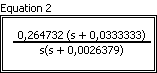 Equation 2
0,264732 (s + 0,0333333)
s(s + 0,0026379)